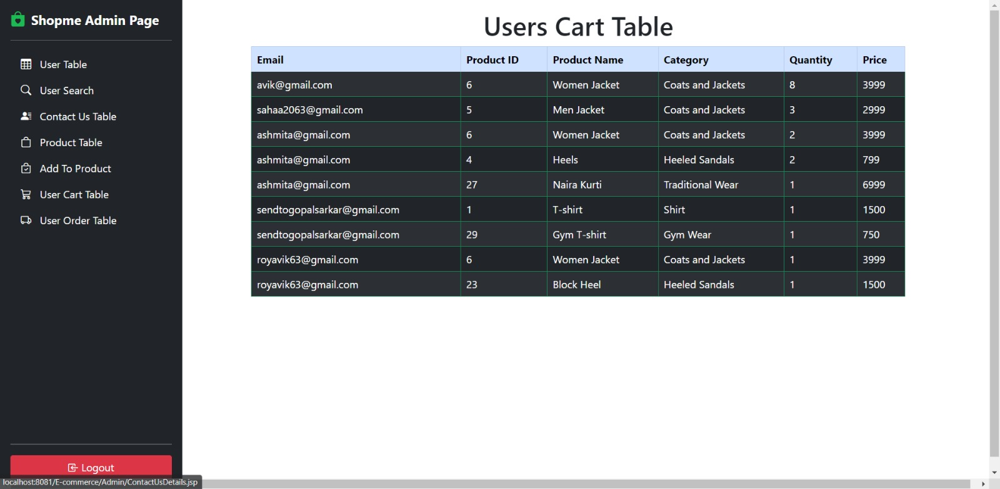 Shopme Admin Page
User Table
User Search
Contact Us Table
Product Table
Add To Product
User Cart Table
User Order Table
Logout
localhost:8081/E-commerce/Admin/ContactUsDetails.jsp
Users Cart Table
Email Product ID Product Name Category Quantity Price
avik@gmail.com 6 Women Jacket Coats and Jackets 8 3999
sahaa2063@gmail.com 5 Men Jacket Coats and Jackets 3 2999
ashmita@gmail.com 6 Women Jacket Coats and Jackets 2 3999
ashmita@gmail.com 4 Heels Heeled Sandals 2 799
ashmita@gmail.com 27 Naira Kurti Traditional Wear 1 6999
sendtogopalsarkar@gmail.com 1 T-shirt Shirt 1 1500
sendtogopalsarkar@gmail.com 29 Gym T-shirt Gym Wear 1 750
royavik63@gmail.com 6 Women Jacket Coats and Jackets 1 3999
royavik63@gmail.com 23 Block Heel Heeled Sandals 1 1500